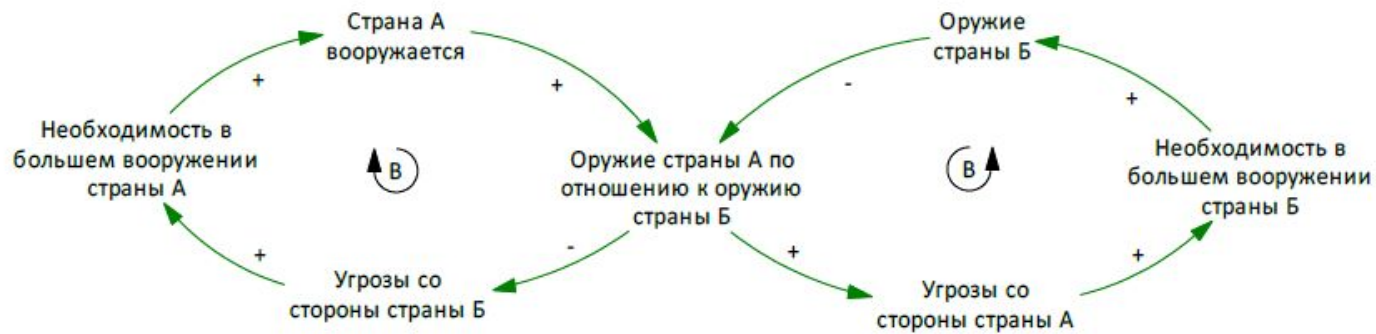 Страна А
вооружается
Оружие
страны Б
+
+
-
+
Необходимость в
большем вооружении
страны А
В
Оружие страны А по
отношению к оружию
страны Б
В
Необходимость в
большем вооружении
страны Б
+
-
+
+
Угрозы со
стороны страны Б
Угрозы со
стороны страны А